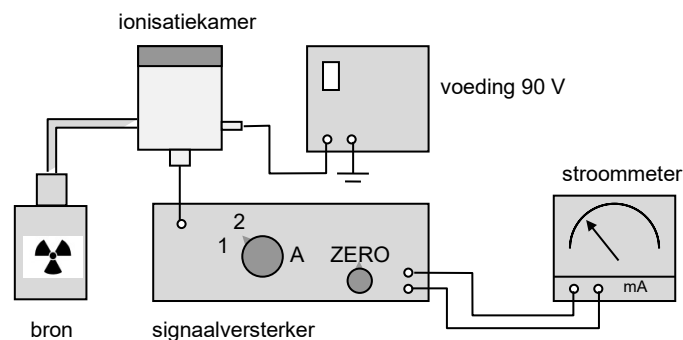 ionisatiekamer
voeding 90 V
stroommeter
2
1
A
ZERO
mA
bron
signaalversterker